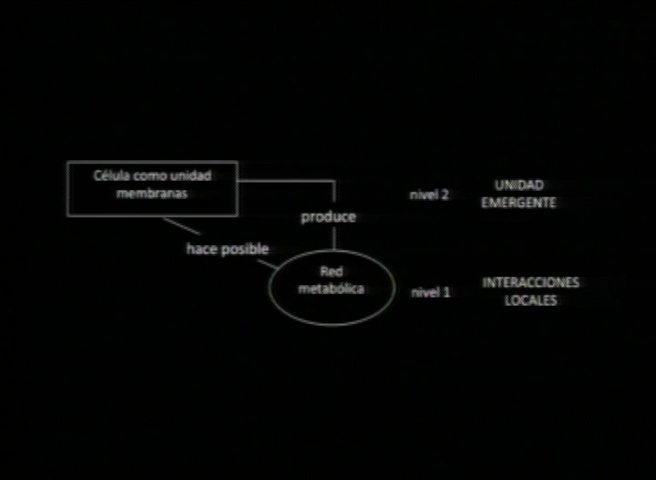 Célula como unidad
membranas
nivel 2
UNIDAD
EMERGENTE
produce
hace posible
Red
metabólica
nivel 1
INTERACCIONES
LOCALES